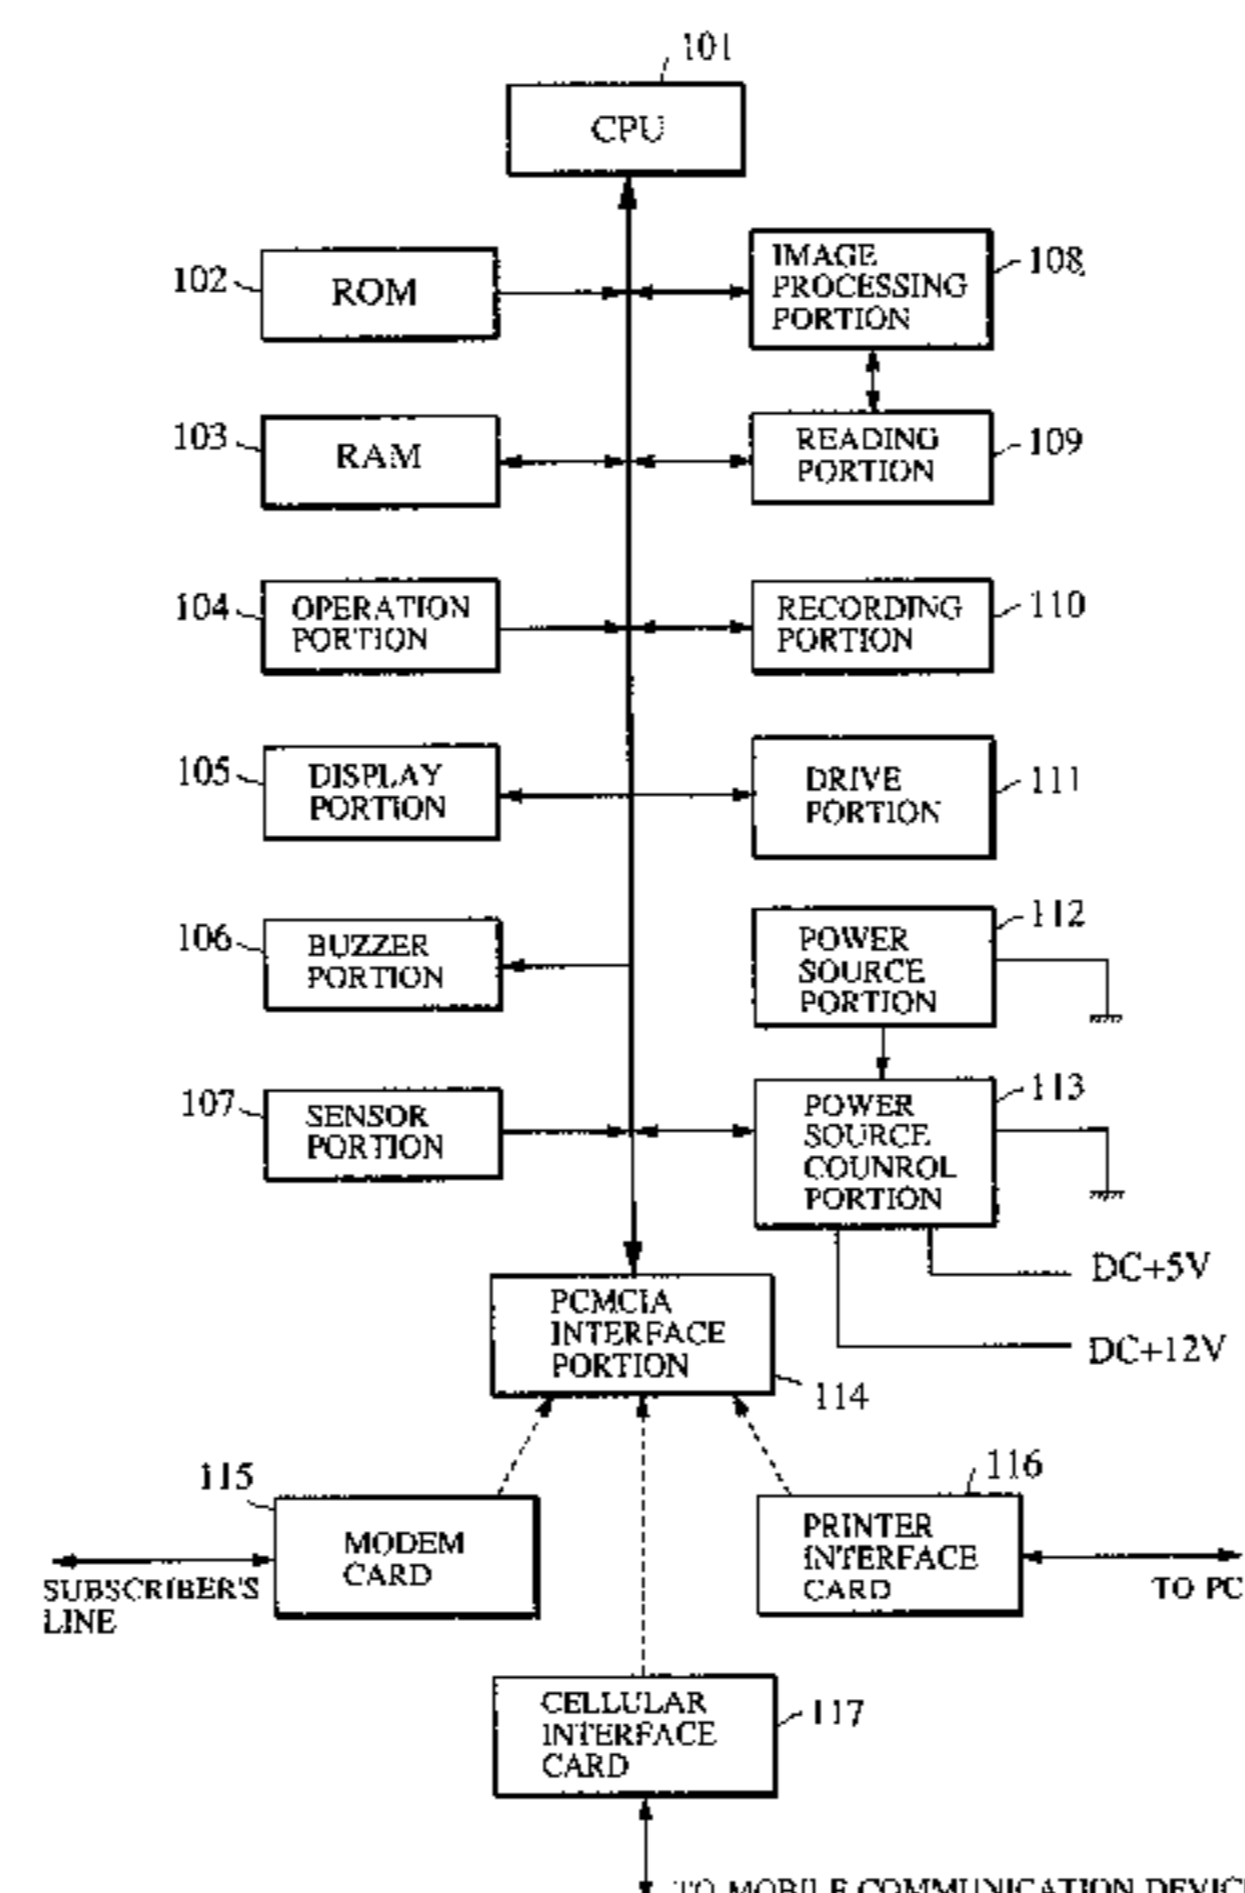 101
CPU
102
ROM
IMAGE
PROCESSING
PORTION
108
103
RAM
READING
PORTION
109
104
OPERATION
PORTION
RECORDING
PORTION
110
105
DISPLAY
PORTION
DRIVE
PORTION
111
106
BUZZER
PORTION
POWER
SOURCE
PORTION
112
107
SENSOR
PORTION
POWER
SOURCE
COUNROL
PORTION
113
DC+5V
DC+12V
PCMCIA
INTERFACE
PORTION
114
115
MODEM
CARD
SUBSCRIBER'S
LINE
116
PRINTER
INTERFACE
CARD
TO PC
CELLULAR
INTERFACE
CARD
117
TO MOBILE COMMUNICATION